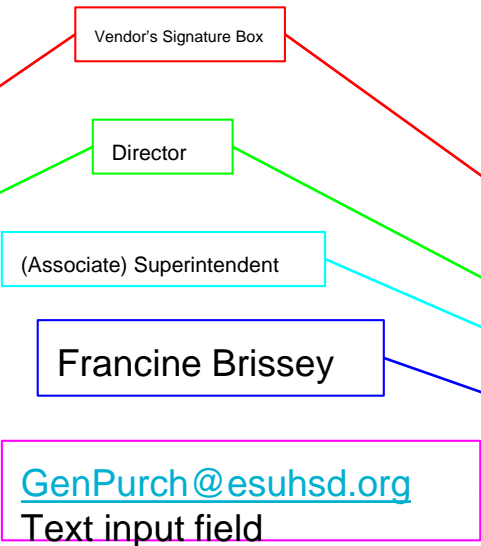 Vendor's Signature Box
Director
(Associate) Superintendent
Francine Brissey
GenPurch@esuhsd.org
Text input field